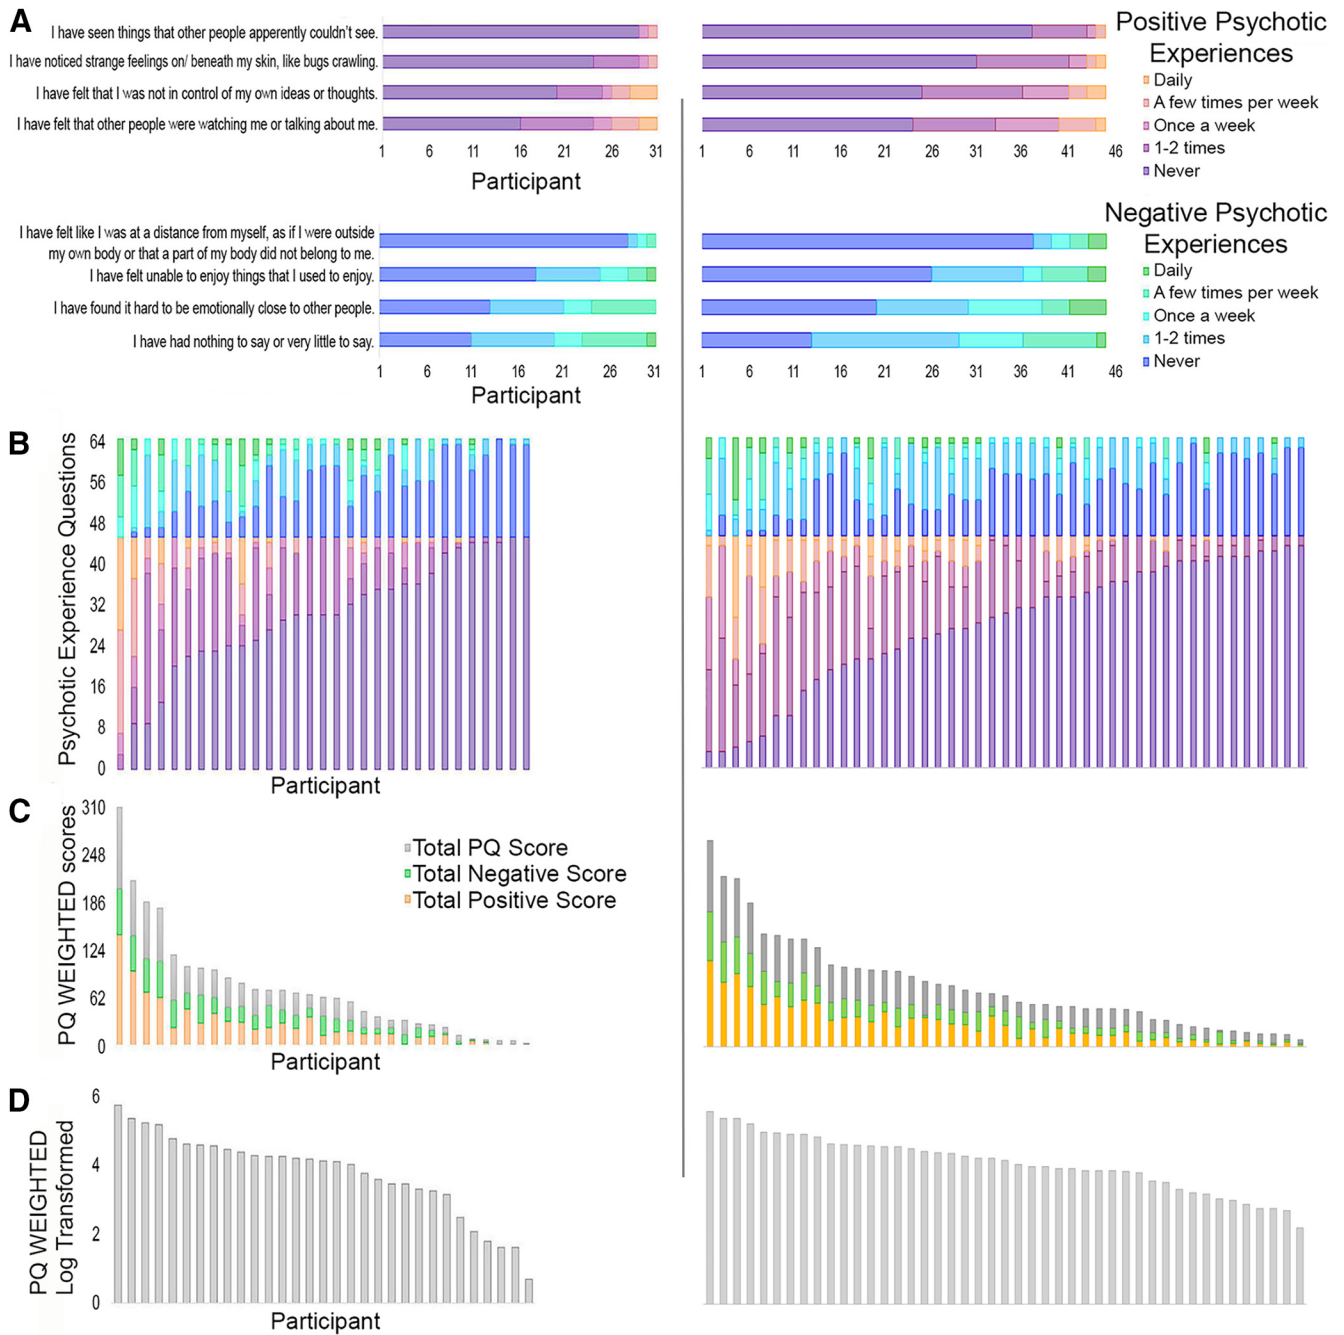 A
I have seen things that other people apparently couldn't see.
I have noticed strange feelings on/ beneath my skin, like bugs crawling.
I have felt that I was not in control of my own ideas or thoughts.
I have felt that other people were watching me or talking about me.
1 6 11 16 21 26 31
Participant
1 6 11 16 21 26 31 36 41 46
Positive Psychotic
Experiences
Daily
A few times per week
Once a week
1-2 times
Never
I have felt like I was at a distance from myself, as if I were outside
my own body or that a part of my body did not belong to me.
I have felt unable to enjoy things that I used to enjoy.
I have found it hard to be emotionally close to other people.
I have had nothing to say or very little to say.
1 6 11 16 21 26 31
Participant
1 6 11 16 21 26 31 36 41 46
Negative Psychotic
Experiences
Daily
A few times per week
Once a week
1-2 times
Never
B
Psychotic Experience Questions
64
56
48
40
32
24
16
8
0
Participant
C
PQ WEIGHTED scores
310
248
186
124
62
0
Total PQ Score
Total Negative Score
Total Positive Score
Participant
D
PQ WEIGHTED
Log Transformed
6
4
2
0
Participant